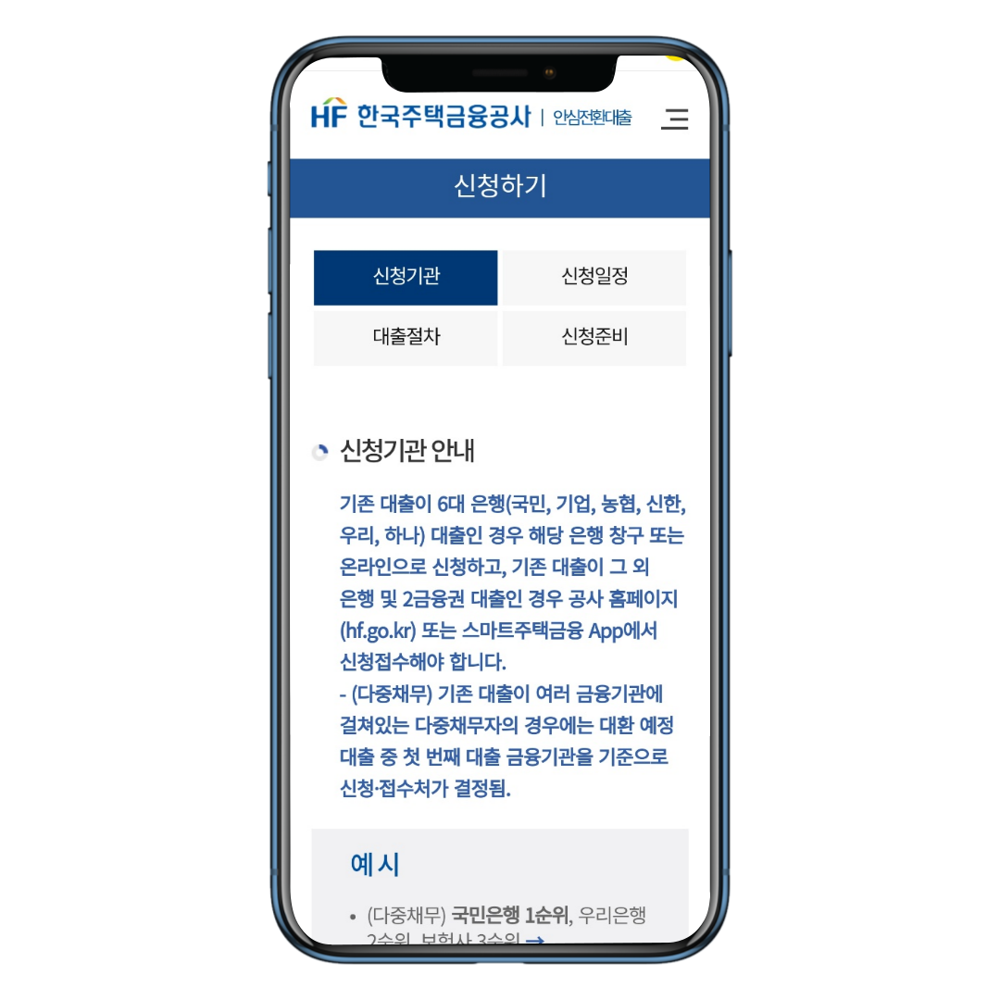 HF 한국주택금융공사 | 안심전환대출
신청하기
신청기관 신청일정
대출절차 신청준비
신청기관 안내
기존 대출이 6대 은행(국민, 기업, 농협, 신한,
우리, 하나) 대출인 경우 해당 은행 창구 또는
온라인으로 신청하고, 기존 대출이 그 외
은행 및 2금융권 대출인 경우 공사 홈페이지
(hf.go.kr) 또는 스마트주택금융 App에서
신청접수해야 합니다.
- (다중채무) 기존 대출이 여러 금융기관에
걸쳐있는 다중채무자의 경우에는 대환 예정
대출 중 첫 번째 대출 금융기관을 기준으로
신청·접수처가 결정됨.
예 시
• (다중채무) 국민은행 1순위, 우리은행
2순위, 보험사 3순위 →